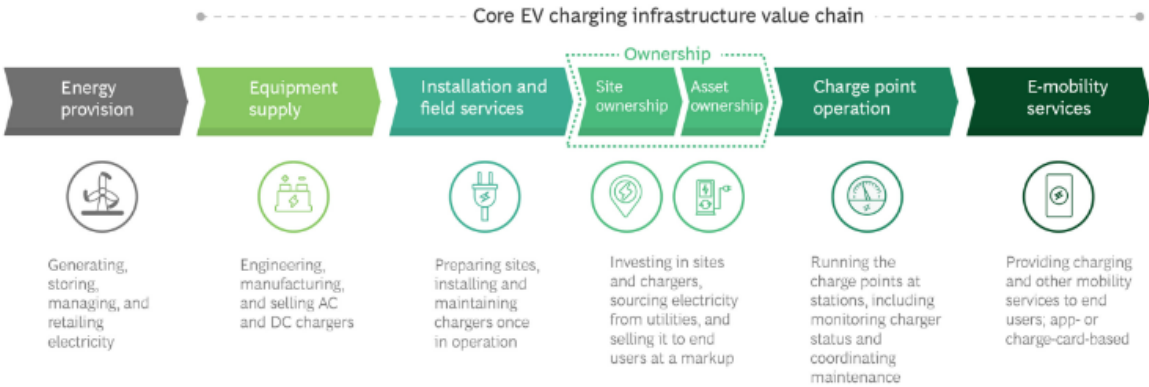 Core EV charging infrastructure value chain
Ownership
Energy
provision
Equipment
supply
Installation and
field services
Site
ownership
Asset
ownership
Charge point
operation
E-mobility
services
Generating,
storing,
managing, and
retailing
electricity
Engineering,
manufacturing,
and selling AC
and DC chargers
Preparing sites,
installing and
maintaining
chargers once
in operation
Investing in sites
and chargers,
sourcing electricity
from utilities, and
selling it to end
users at a markup
Running the
charge points at
stations, including
monitoring charger
status and
coordinating
maintenance
Providing charging
and other mobility
services to end
users; app- or
charge-card-based